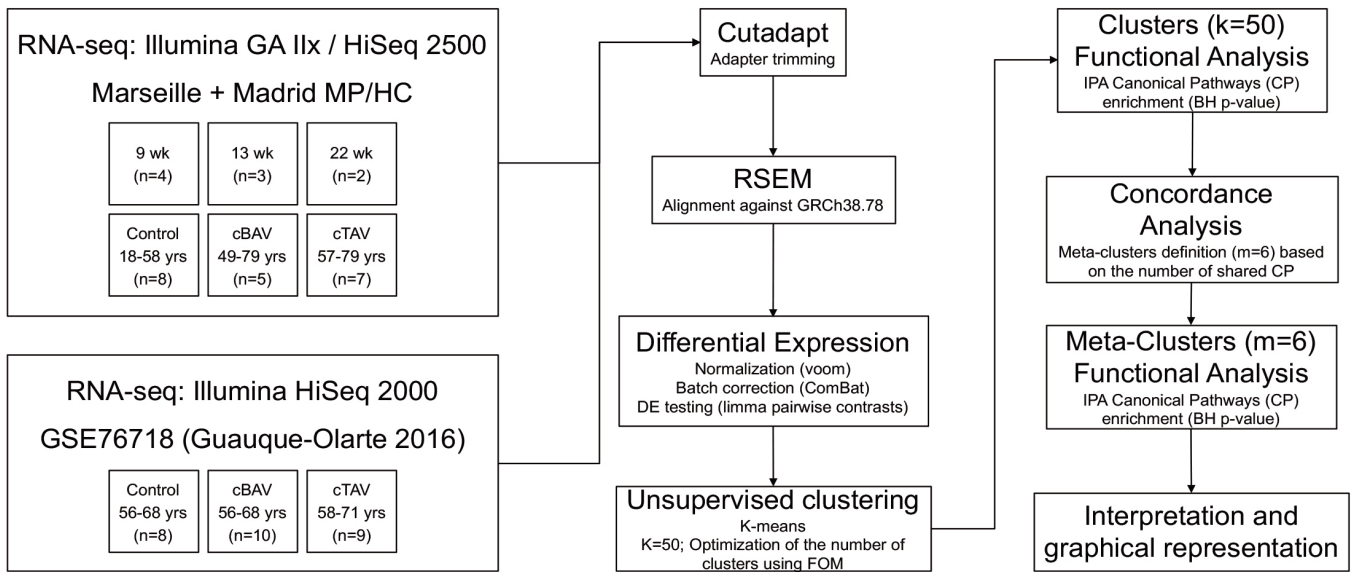 RNA-seq: Illumina GA IIx / HiSeq 2500
Marseille + Madrid MP/HC
9 wk
(n=4)
13 wk
(n=3)
22 wk
(n=2)
Control
18-58 yrs
(n=8)
cBAV
49-79 yrs
(n=5)
cTAV
57-79 yrs
(n=7)
RNA-seq: Illumina HiSeq 2000
GSE76718 (Guauque-Olarte 2016)
Control
56-68 yrs
(n=8)
cBAV
56-68 yrs
(n=10)
cTAV
58-71 yrs
(n=9)
Cutadapt
Adapter trimming
RSEM
Alignment against GRCh38.78
Differential Expression
Normalization (voom)
Batch correction (ComBat)
DE testing (limma pairwise contrasts)
Unsupervised clustering
K-means
K=50; Optimization of the number of
clusters using FOM
Clusters (k=50)
Functional Analysis
IPA Canonical Pathways (CP)
enrichment (BH p-value)
Concordance
Analysis
Meta-clusters definition (m=6) based
on the number of shared CP
Meta-Clusters (m=6)
Functional Analysis
IPA Canonical Pathways (CP)
enrichment (BH p-value)
Interpretation and
graphical representation